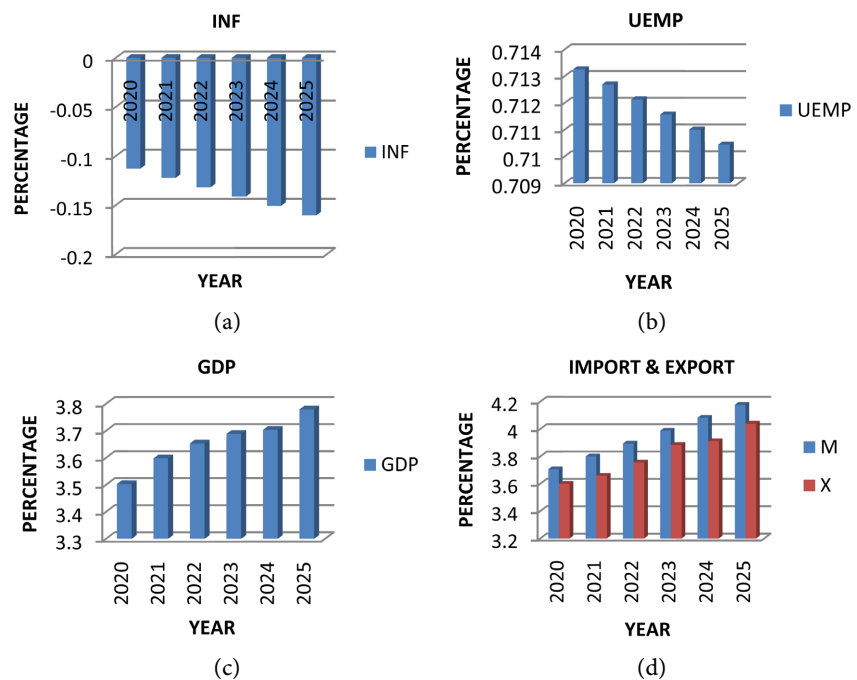 INF
0
-0.05
-0.1
-0.15
-0.2
PERCENTAGE
2020
2021
2022
2023
2024
2025
INF
YEAR
(a)
UEMP
0.714
0.713
0.712
0.711
0.71
0.709
PERCENTAGE
2020
2021
2022
2023
2024
2025
UEMP
YEAR
(b)
GDP
3.8
3.7
3.6
3.5
3.4
3.3
PERCENTAGE
2020
2021
2022
2023
2024
2025
GDP
YEAR
(c)
IMPORT & EXPORT
4.2
4
3.8
3.6
3.4
3.2
PERCENTAGE
2020
2021
2022
2023
2024
2025
M
X
YEAR
(d)